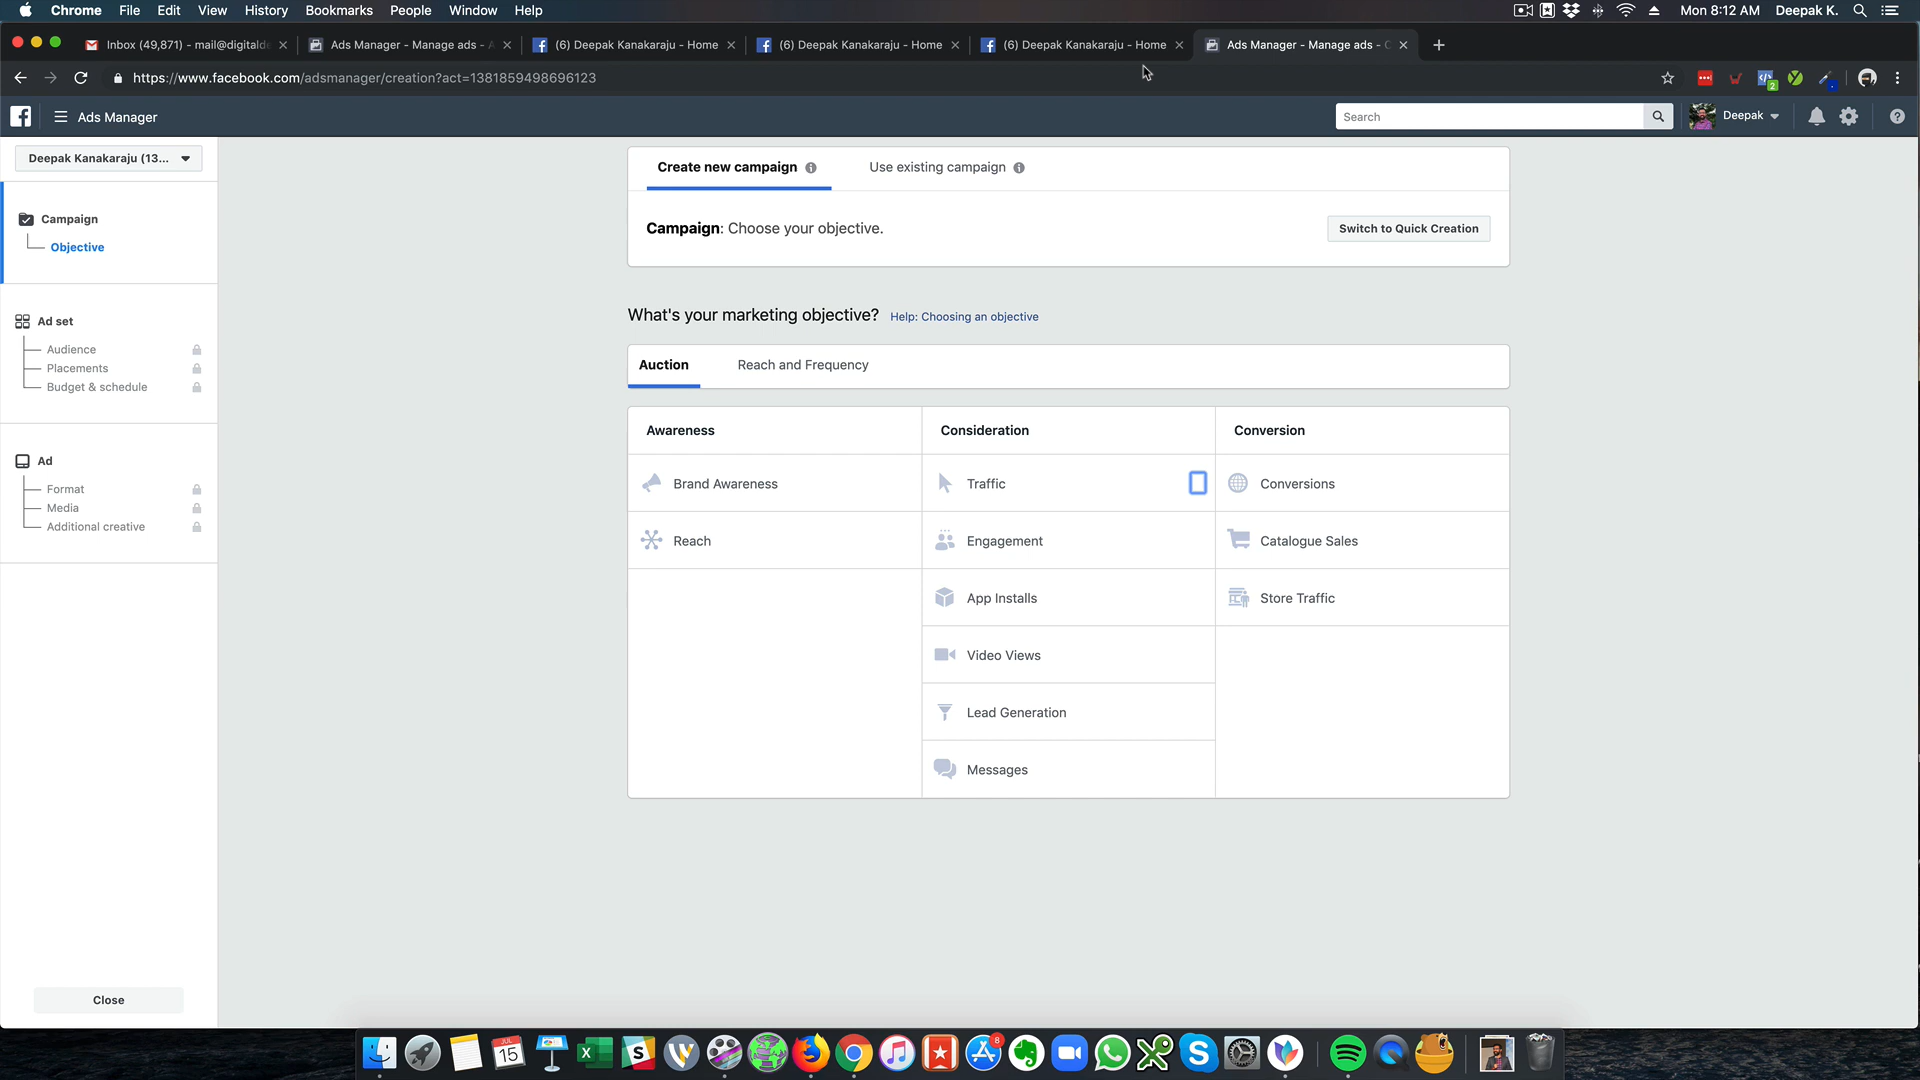 Chrome File Edit View History Bookmarks People Window Help
Mon 8:12 AM Deepak K.
Inbox (49,871) - mail@digitalde
Ads Manager - Manage ads -
(6) Deepak Kanakaraju - Home
(6) Deepak Kanakaraju - Home
(6) Deepak Kanakaraju - Home
Ads Manager - Manage ads -
https://www.facebook.com/adsmanager/creation?act=1381859498696123
2
Ads Manager
Search
Deepak
Deepak Kanakaraju (13...
Campaign
Objective
Ad set
Audience
Placements
Budget & schedule
Ad
Format
Media
Additional creative
Close
Create new campaign
Use existing campaign
Campaign: Choose your objective.
Switch to Quick Creation
What's your marketing objective? Help: Choosing an objective
Auction
Reach and Frequency
Awareness
Brand Awareness
Reach
Consideration
Traffic
Engagement
App Installs
Video Views
Lead Generation
Messages
Conversion
Conversions
Catalogue Sales
Store Traffic
JUL
15
8